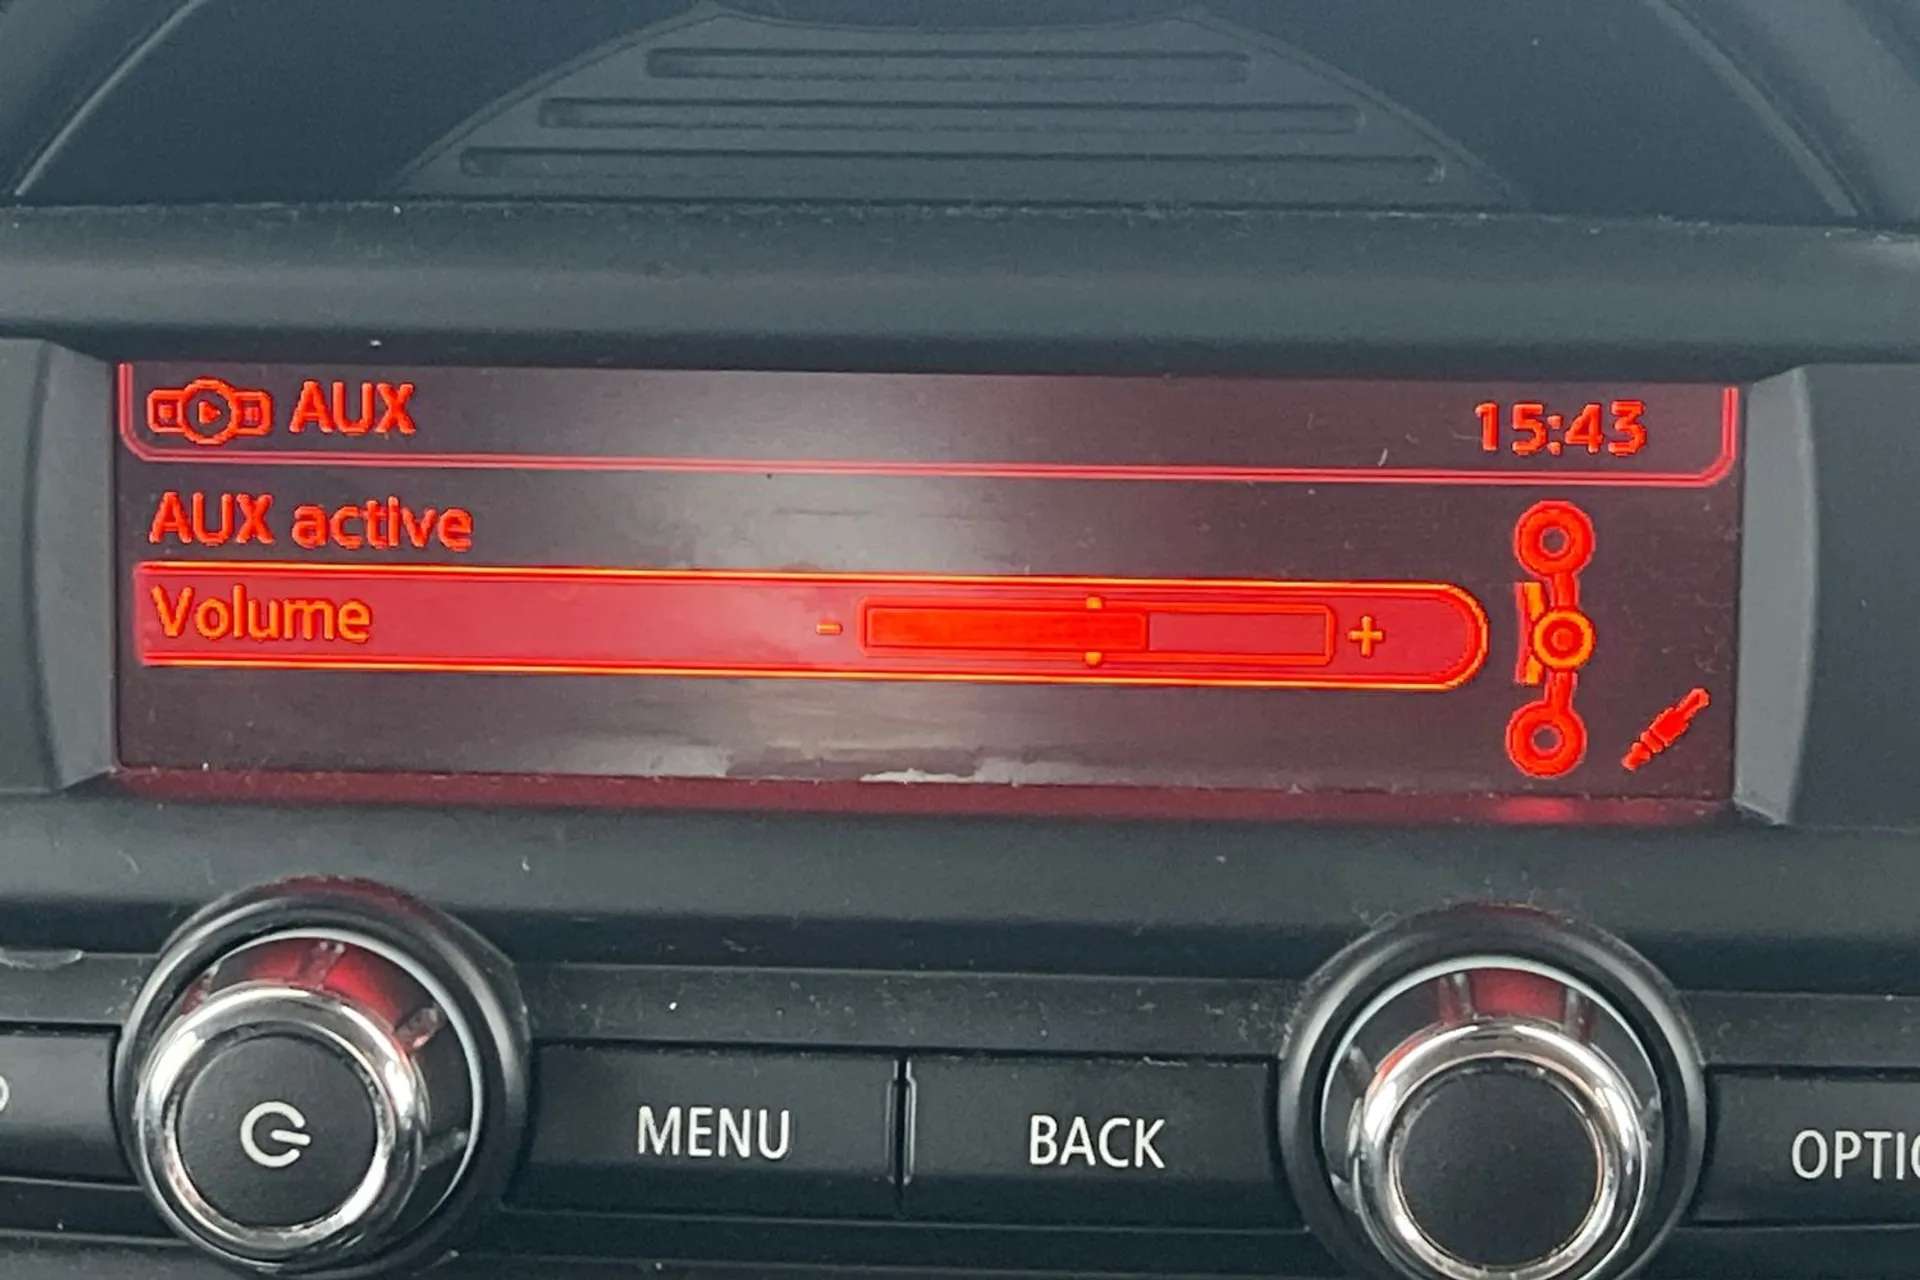 AUX 15:43
AUX active
Volume - +
MENU BACK